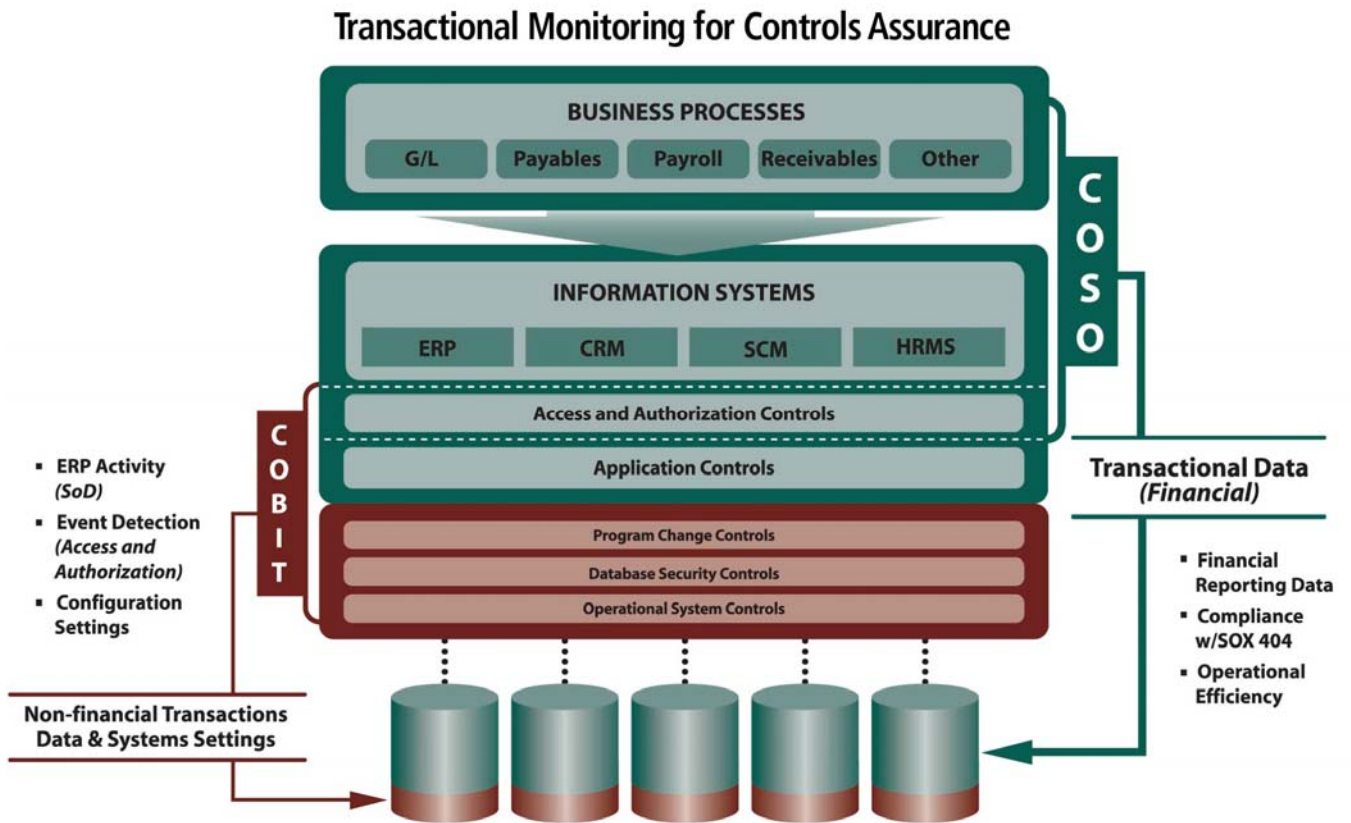 Transactional Monitoring for Controls Assurance
BUSINESS PROCESSES
G/L
Payables
Payroll
Receivables
Other
COSO
INFORMATION SYSTEMS
ERP
CRM
SCM
HRMS
Access and Authorization Controls
Application Controls
COBIT
Program Change Controls
Database Security Controls
Operational System Controls
▪ ERP Activity
(SoD)
▪ Event Detection
(Access and
Authorization)
▪ Configuration
Settings
Non-financial Transactions
Data & Systems Settings
Transactional Data
(Financial)
▪ Financial
Reporting Data
▪ Compliance
w/SOX 404
▪ Operational
Efficiency